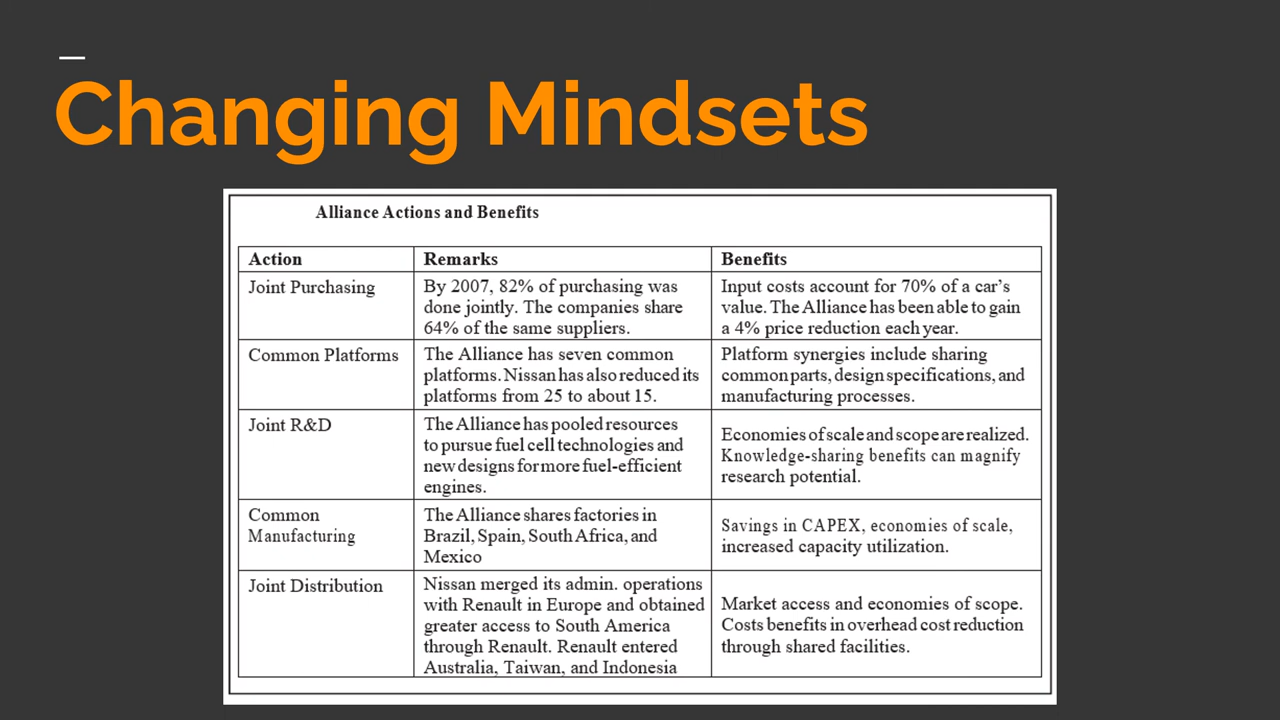 Changing Mindsets
Alliance Actions and Benefits
Action
Remarks
Benefits
Joint Purchasing
By 2007, 82% of purchasing was
done jointly. The companies share
64% of the same suppliers.
Input costs account for 70% of a car's
value. The Alliance has been able to gain
a 4% price reduction each year.
Common Platforms
The Alliance has seven common
platforms. Nissan has also reduced its
platforms from 25 to about 15.
Platform synergies include sharing
common parts, design specifications, and
manufacturing processes.
Joint R&D
The Alliance has pooled resources
to pursue fuel cell technologies and
new designs for more fuel-efficient
engines.
Economies of scale and scope are realized.
Knowledge-sharing benefits can magnify
research potential.
Common
Manufacturing
The Alliance shares factories in
Brazil, Spain, South Africa, and
Mexico
Savings in CAPEX, economies of scale,
increased capacity utilization.
Joint Distribution
Nissan merged its admin. operations
with Renault in Europe and obtained
greater access to South America
through Renault. Renault entered
Australia, Taiwan, and Indonesia
Market access and economies of scope.
Costs benefits in overhead cost reduction
through shared facilities.